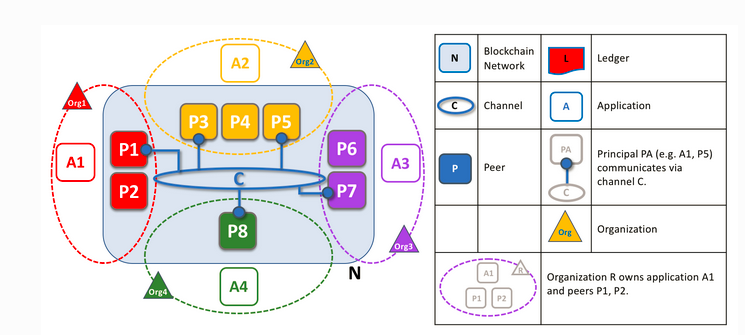 A2
Org2
Org1
P3 P4 P5
P1
P6
A1
A3
C
P2
P7
P8
Org3
A4
N
Org4
N
Blockchain
Network
L
Ledger
C
Channel
A
Application
P
Peer
PA
C
Principal PA (e.g. A1, P5)
communicates via
channel C.
Org
Organization
A1
R
P1 P2
Organization R owns application A1
and peers P1, P2.